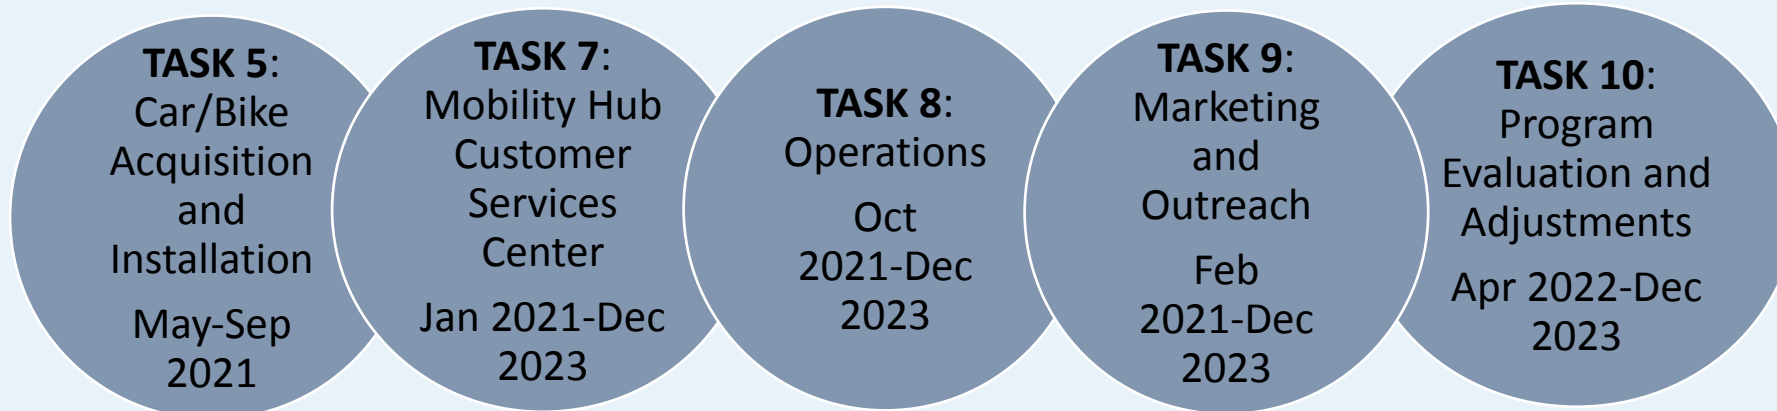 TASK 5:
Car/Bike
Acquisition
and
Installation
May-Sep
2021
TASK 7:
Mobility Hub
Customer
Services
Center
Jan 2021-Dec
2023
TASK 8:
Operations
Oct
2021-Dec
2023
TASK 9:
Marketing
and
Outreach
Feb
2021-Dec
2023
TASK 10:
Program
Evaluation and
Adjustments
Apr 2022-Dec
2023